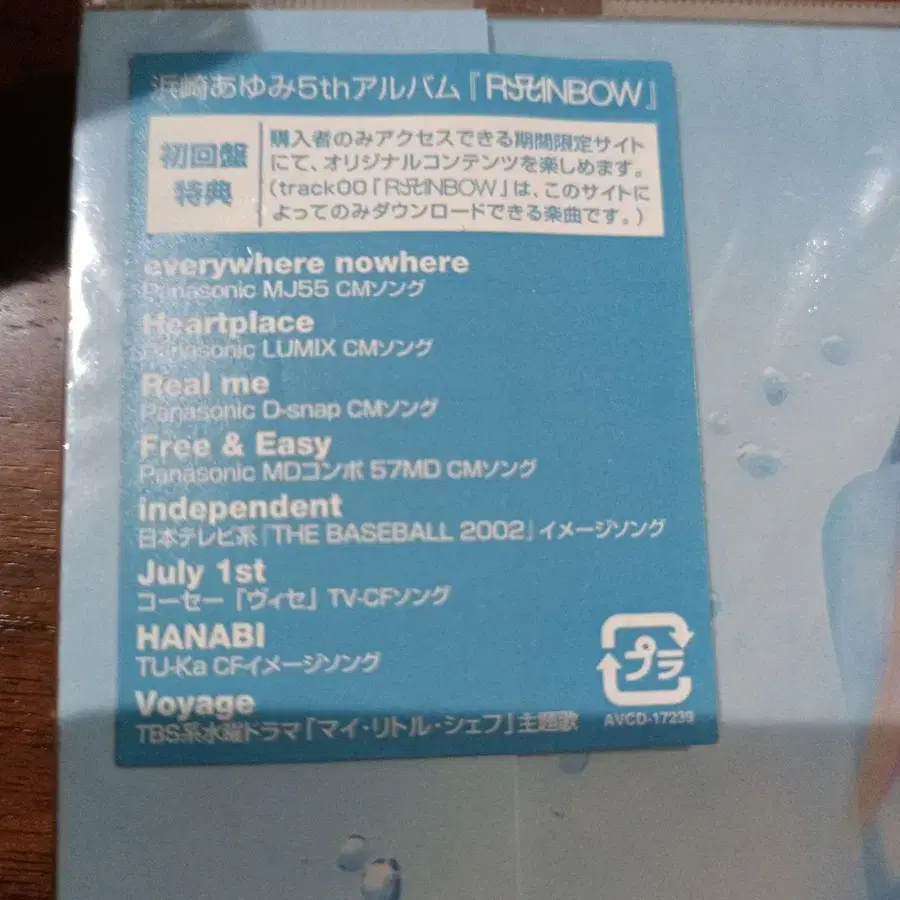 浜崎あゆみ5thアルバム『RAINBOW』
初回盤
特典
購入者のみアクセスできる期間限定サイト
にて、オリジナルコンテンツを楽しめます。
(track00「RAINBOW」は、このサイトに
よってのみダウンロードできる楽曲です。)
everywhere nowhere
Panasonic MJ55 CMソング
Heartplace
Panasonic LUMIX CMソング
Real me
Panasonic D-snap CMソング
Free & Easy
Panasonic MDコンポ 57MD CMソング
independent
日本テレビ系『THE BASEBALL 2002』イメージソング
July 1st
コーセー「ヴィセ」TV-CFソング
HANABI
TU-Ka CFイメージソング
Voyage
TBS系水曜ドラマ「マイ・リトル・シェフ」主題歌
プラ
AVCD-17239